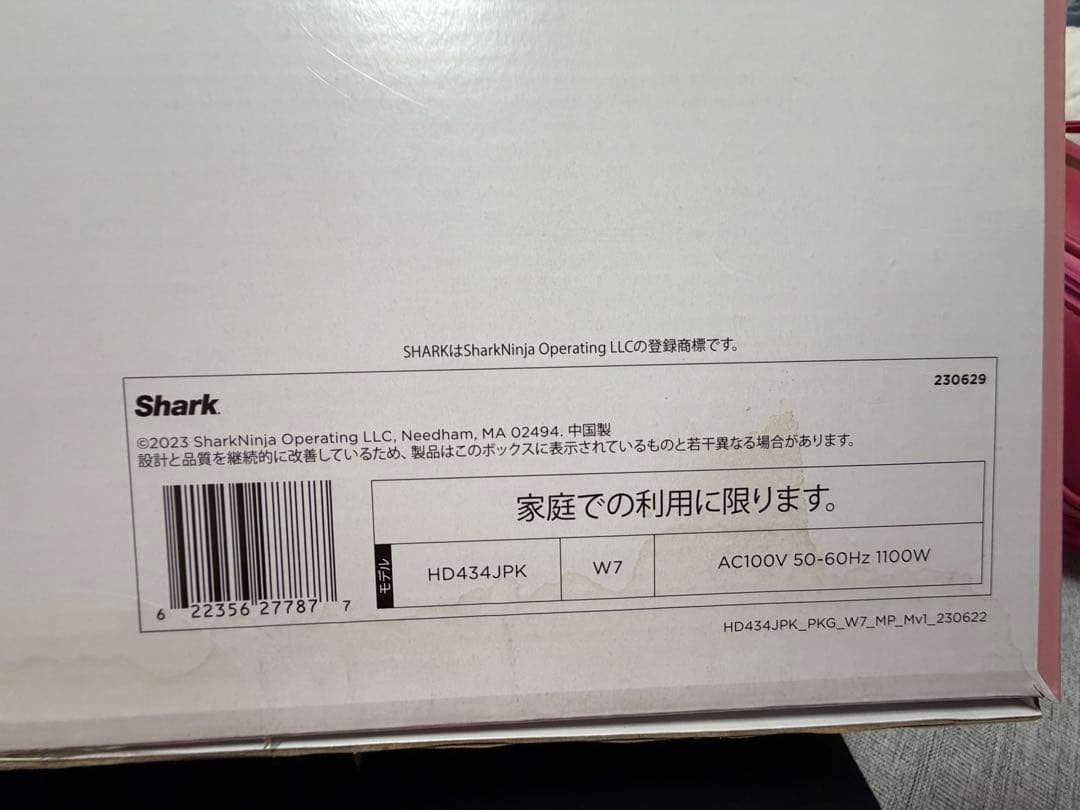 SHARKはSharkNinja Operating LLCの登録商標です。
230629
Shark
©2023 SharkNinja Operating LLC, Needham, MA 02494. 中国製
設計と品質を継続的に改善しているため、製品はこのボックスに表示されているものと若干異なる場合があります。
家庭での利用に限ります。
モデル
HD434JPK
W7
AC100V 50-60Hz 1100W
6 22356 27787 7
HD434JPK_PKG_W7_MP_Mv1_230622